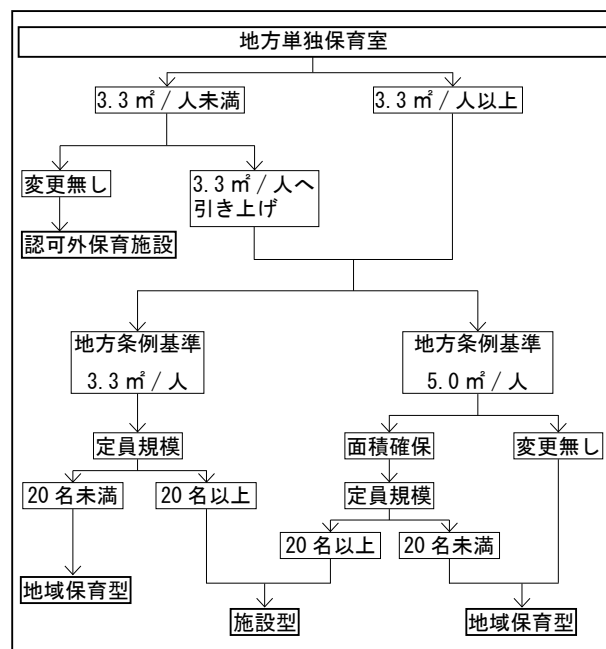 地方単独保育室
3.3㎡/人未満
3.3㎡/人以上
変更無し
3.3㎡/人へ
引き上げ
認可外保育施設
地方条例基準
3.3㎡/人
地方条例基準
5.0㎡/人
定員規模
面積確保
変更無し
20名未満
20名以上
定員規模
20名以上
20名未満
地域保育型
施設型
地域保育型